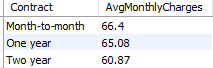 Contract AvgMonthlyCharges
Month-to-month 66.4
One year 65.08
Two year 60.87